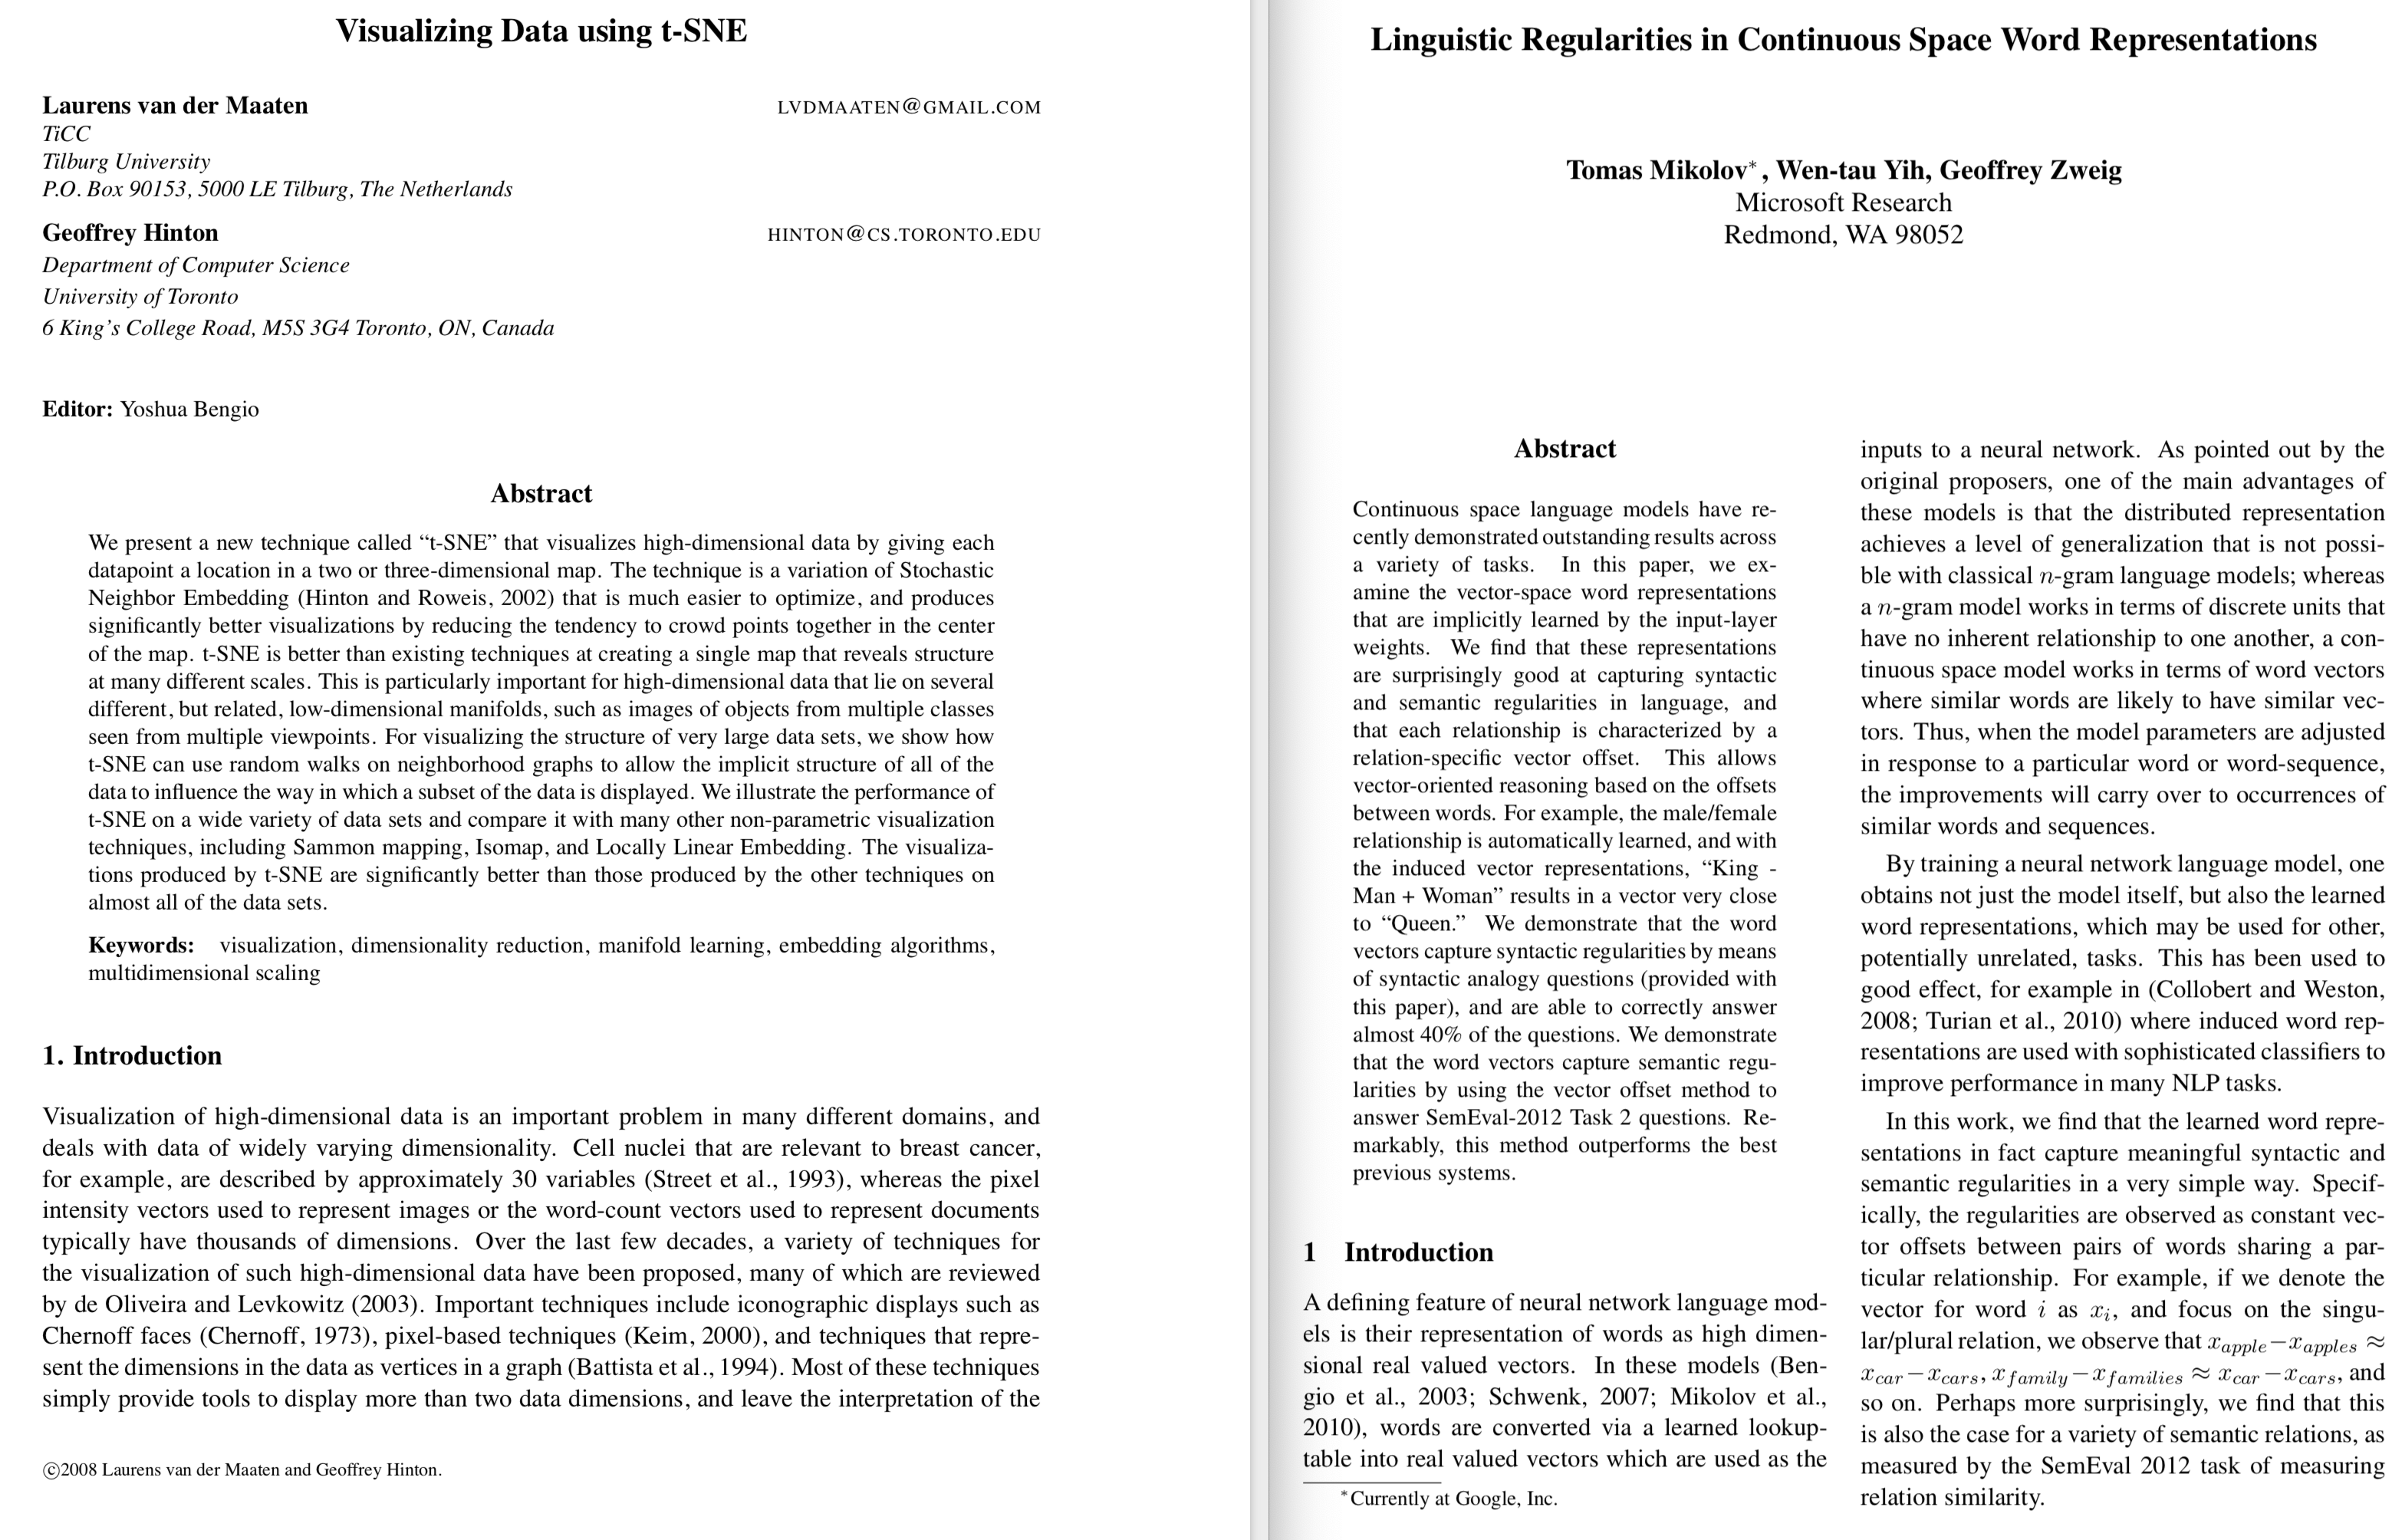 Visualizing Data using t-SNE
Laurens van der Maaten
LVDMAATEN@GMAIL.COM
TiCC
Tilburg University
P.O. Box 90153, 5000 LE Tilburg, The Netherlands
Geoffrey Hinton
HINTON@CS.TORONTO.EDU
Department of Computer Science
University of Toronto
6 King's College Road, M5S 3G4 Toronto, ON, Canada
Editor: Yoshua Bengio
Abstract
We present a new technique called “t-SNE” that visualizes high-dimensional data by giving each
datapoint a location in a two or three-dimensional map. The technique is a variation of Stochastic
Neighbor Embedding (Hinton and Roweis, 2002) that is much easier to optimize, and produces
significantly better visualizations by reducing the tendency to crowd points together in the center
of the map. t-SNE is better than existing techniques at creating a single map that reveals structure
at many different scales. This is particularly important for high-dimensional data that lie on several
different, but related, low-dimensional manifolds, such as images of objects from multiple classes
seen from multiple viewpoints. For visualizing the structure of very large data sets, we show how
t-SNE can use random walks on neighborhood graphs to allow the implicit structure of all of the
data to influence the way in which a subset of the data is displayed. We illustrate the performance of
t-SNE on a wide variety of data sets and compare it with many other non-parametric visualization
techniques, including Sammon mapping, Isomap, and Locally Linear Embedding. The visualiza-
tions produced by t-SNE are significantly better than those produced by the other techniques on
almost all of the data sets.
Keywords: visualization, dimensionality reduction, manifold learning, embedding algorithms,
multidimensional scaling
1. Introduction
Visualization of high-dimensional data is an important problem in many different domains, and
deals with data of widely varying dimensionality. Cell nuclei that are relevant to breast cancer,
for example, are described by approximately 30 variables (Street et al., 1993), whereas the pixel
intensity vectors used to represent images or the word-count vectors used to represent documents
typically have thousands of dimensions. Over the last few decades, a variety of techniques for
the visualization of such high-dimensional data have been proposed, many of which are reviewed
by de Oliveira and Levkowitz (2003). Important techniques include iconographic displays such as
Chernoff faces (Chernoff, 1973), pixel-based techniques (Keim, 2000), and techniques that repre-
sent the dimensions in the data as vertices in a graph (Battista et al., 1994). Most of these techniques
simply provide tools to display more than two data dimensions, and leave the interpretation of the
©2008 Laurens van der Maaten and Geoffrey Hinton.
Linguistic Regularities in Continuous Space Word Representations
Tomas Mikolov*, Wen-tau Yih, Geoffrey Zweig
Microsoft Research
Redmond, WA 98052
Abstract
Continuous space language models have re-
cently demonstrated outstanding results across
a variety of tasks. In this paper, we ex-
amine the vector-space word representations
that are implicitly learned by the input-layer
weights. We find that these representations
are surprisingly good at capturing syntactic
and semantic regularities in language, and
that each relationship is characterized by a
relation-specific vector offset. This allows
vector-oriented reasoning based on the offsets
between words. For example, the male/female
relationship is automatically learned, and with
the induced vector representations, “King -
Man + Woman” results in a vector very close
to “Queen.” We demonstrate that the word
vectors capture syntactic regularities by means
of syntactic analogy questions (provided with
this paper), and are able to correctly answer
almost 40% of the questions. We demonstrate
that the word vectors capture semantic regu-
larities by using the vector offset method to
answer SemEval-2012 Task 2 questions. Re-
markably, this method outperforms the best
previous systems.
1 Introduction
A defining feature of neural network language mod-
els is their representation of words as high dimen-
sional real valued vectors. In these models (Ben-
gio et al., 2003; Schwenk, 2007; Mikolov et al.,
2010), words are converted via a learned lookup-
table into real valued vectors which are used as the
*Currently at Google, Inc.
inputs to a neural network. As pointed out by the
original proposers, one of the main advantages of
these models is that the distributed representation
achieves a level of generalization that is not possi-
ble with classical n-gram language models; whereas
a n-gram model works in terms of discrete units that
have no inherent relationship to one another, a con-
tinuous space model works in terms of word vectors
where similar words are likely to have similar vec-
tors. Thus, when the model parameters are adjusted
in response to a particular word or word-sequence,
the improvements will carry over to occurrences of
similar words and sequences.
By training a neural network language model, one
obtains not just the model itself, but also the learned
word representations, which may be used for other,
potentially unrelated, tasks. This has been used to
good effect, for example in (Collobert and Weston,
2008; Turian et al., 2010) where induced word rep-
resentations are used with sophisticated classifiers to
improve performance in many NLP tasks.
In this work, we find that the learned word repre-
sentations in fact capture meaningful syntactic and
semantic regularities in a very simple way. Specif-
ically, the regularities are observed as constant vec-
tor offsets between pairs of words sharing a par-
ticular relationship. For example, if we denote the
vector for word i as x_i, and focus on the singu-
lar/plural relation, we observe that x_apple−x_apples ≈
x_car−x_cars, x_family−x_families ≈ x_car−x_cars, and
so on. Perhaps more surprisingly, we find that this
is also the case for a variety of semantic relations, as
measured by the SemEval 2012 task of measuring
relation similarity.